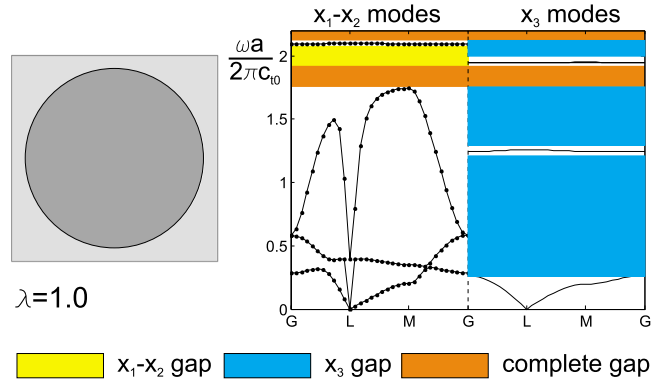 x₁-x₂ modes x₃ modes
ωa
2πc_t0
2
1.5
1
0.5
0
G L M G L M G
λ=1.0
x₁-x₂ gap x₃ gap complete gap